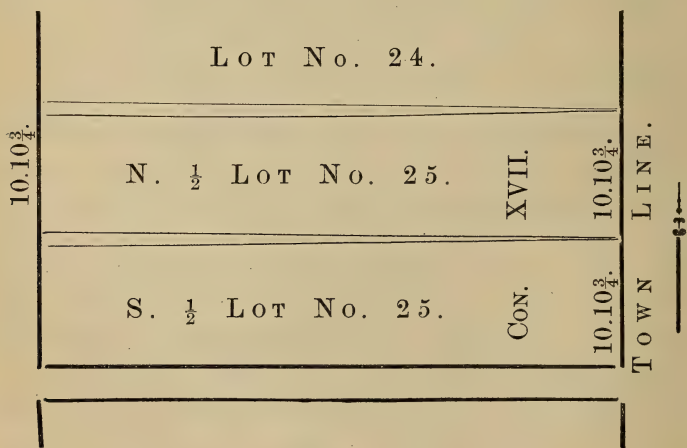 LOT No. 24.
10.10¾.
N. ½ LOT No. 25.
XVII.
10.10¾.
S. ½ LOT No. 25.
CON.
10.10¾.
TOWN LINE.